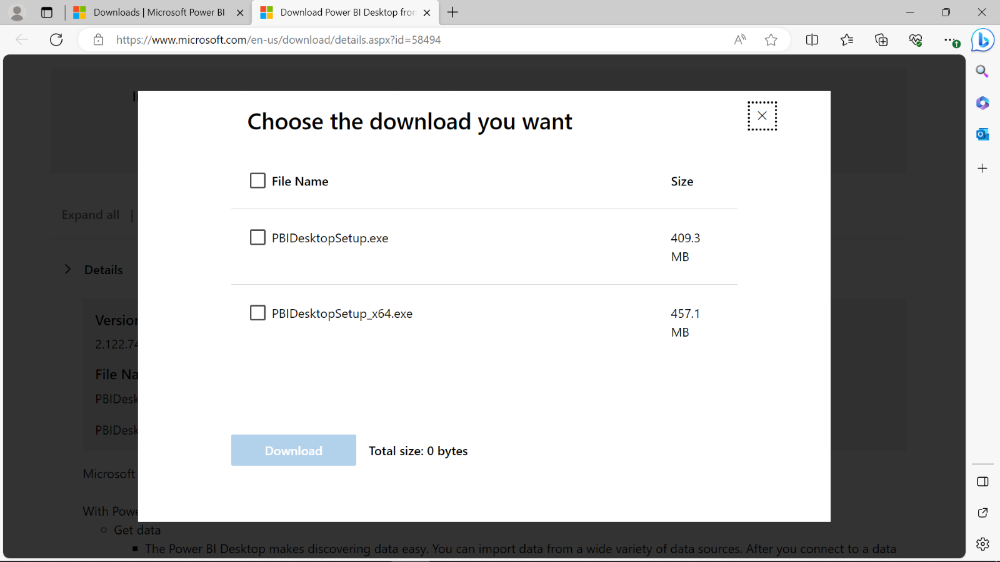 Downloads | Microsoft Power BI
Download Power BI Desktop from
https://www.microsoft.com/en-us/download/details.aspx?id=58494
Choose the download you want
File Name Size
Expand all |
PBIDesktopSetup.exe 409.3
MB
Details
PBIDesktopSetup_x64.exe 457.1
MB
Version
2.122.74
File Na
PBIDesk
PBIDesk
Download Total size: 0 bytes
Microsoft
With Powe
Get data
The Power BI Desktop makes discovering data easy. You can import data from a wide variety of data sources. After you connect to a data